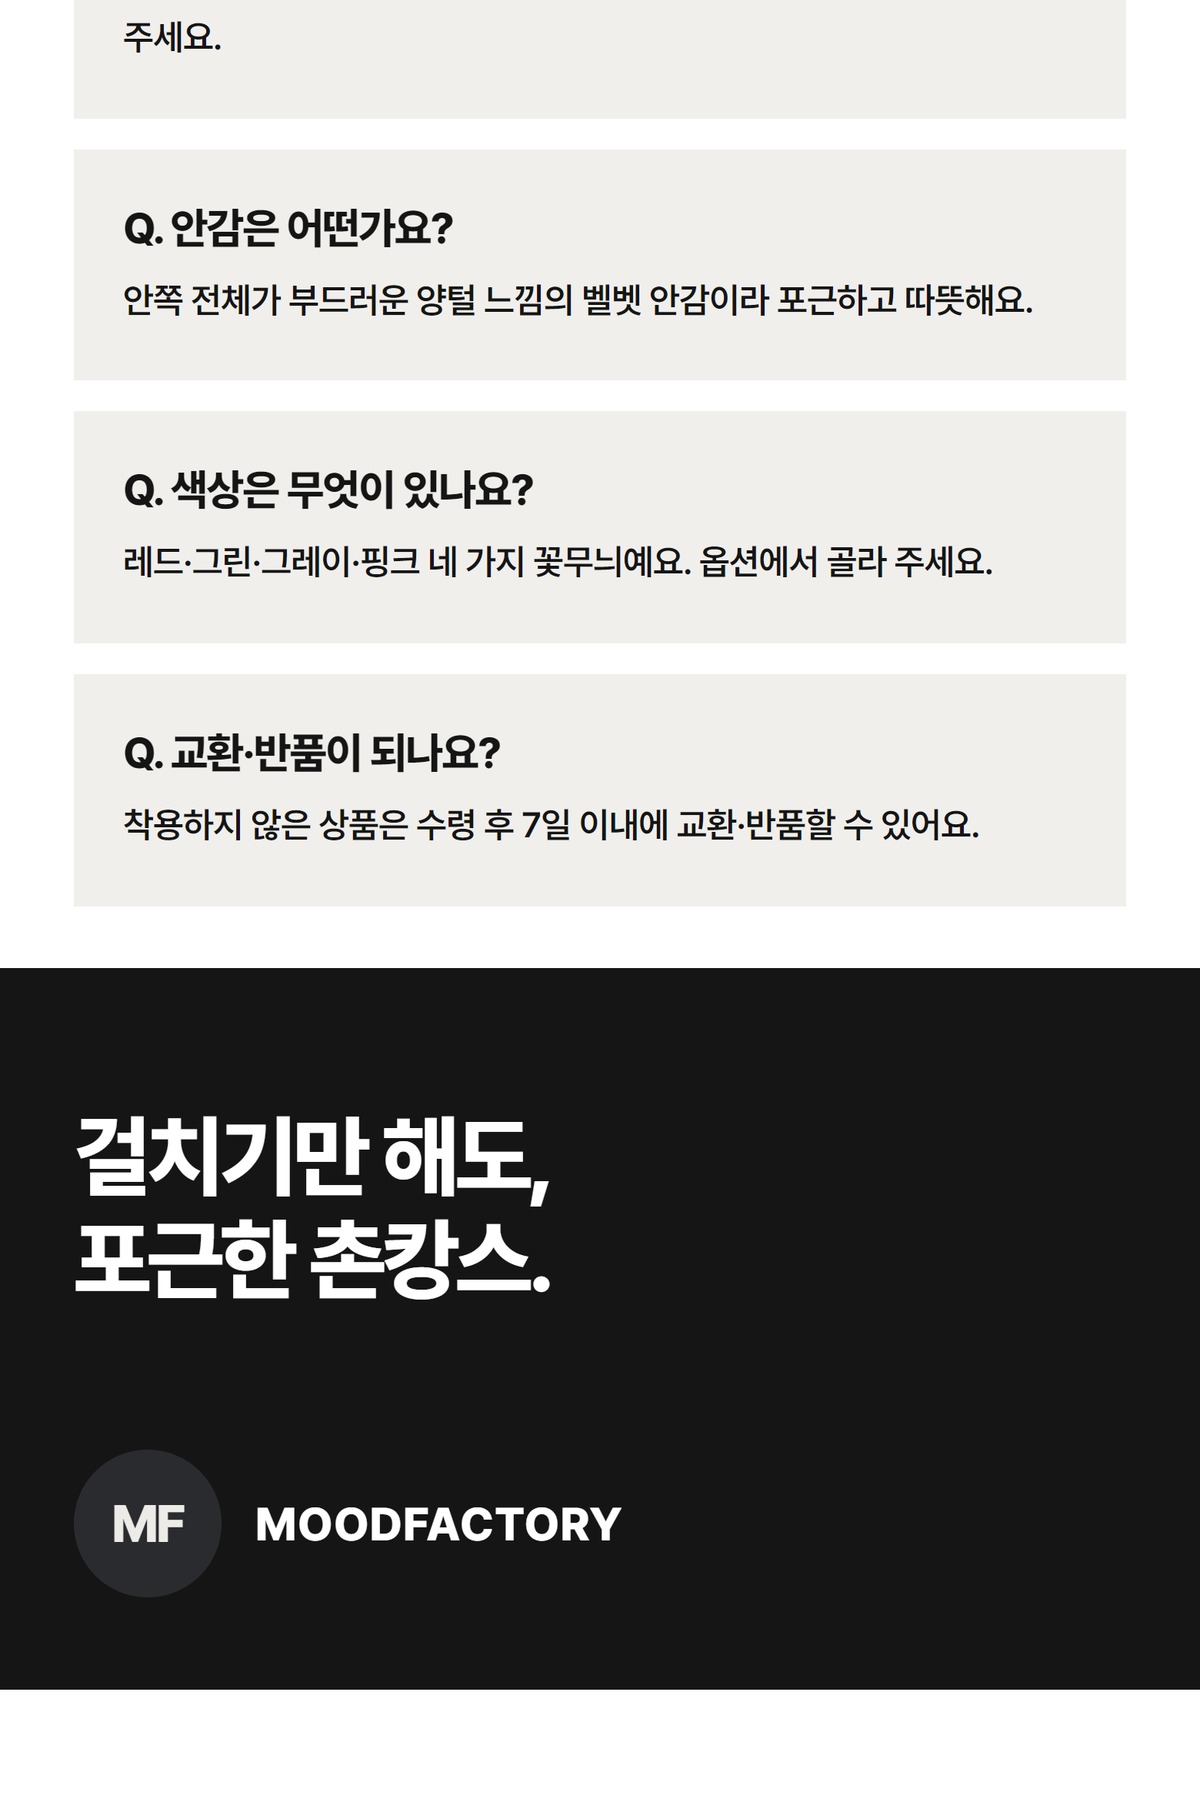 주세요.
Q. 안감은 어떤가요?
안쪽 전체가 부드러운 양털 느낌의 벨벳 안감이라 포근하고 따뜻해요.
Q. 색상은 무엇이 있나요?
레드·그린·그레이·핑크 네 가지 꽃무늬예요. 옵션에서 골라 주세요.
Q. 교환·반품이 되나요?
착용하지 않은 상품은 수령 후 7일 이내에 교환·반품할 수 있어요.
걸치기만 해도,
포근한 촌캉스.
MF MOODFACTORY